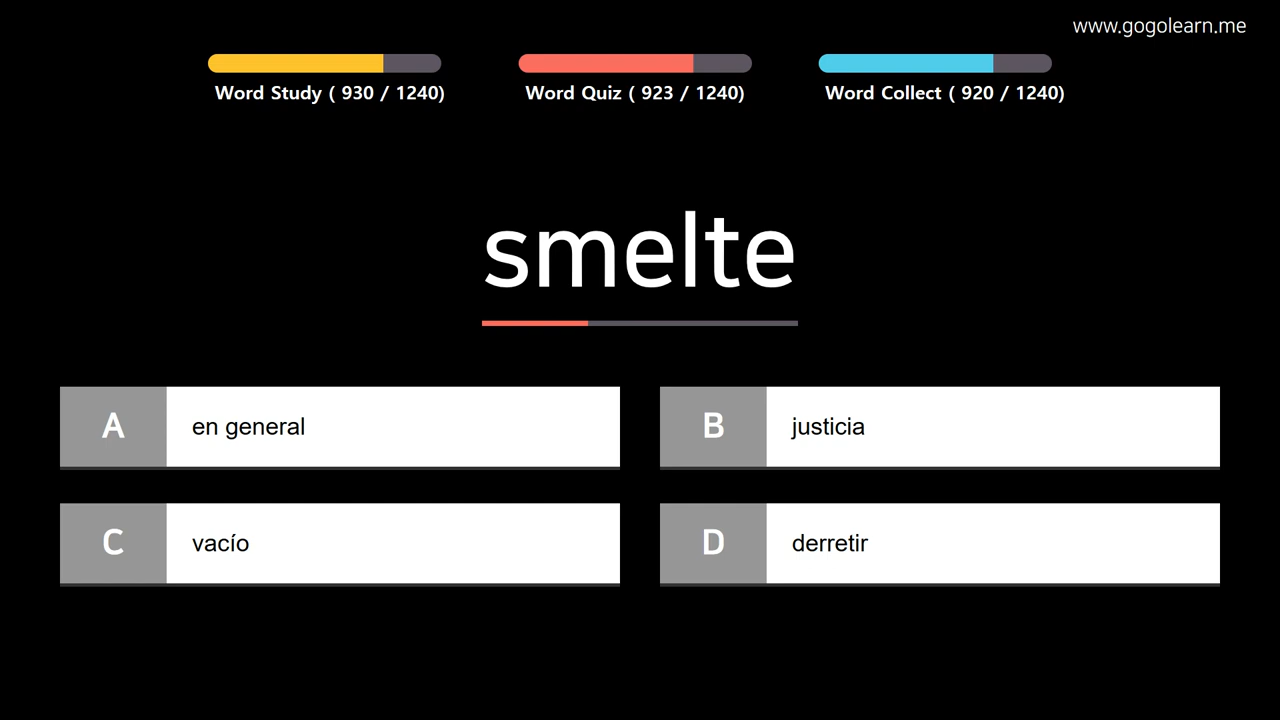 www.gogolearn.me
Word Study ( 930 / 1240)
Word Quiz ( 923 / 1240)
Word Collect ( 920 / 1240)
smelte
A en general
B justicia
C vacío
D derretir